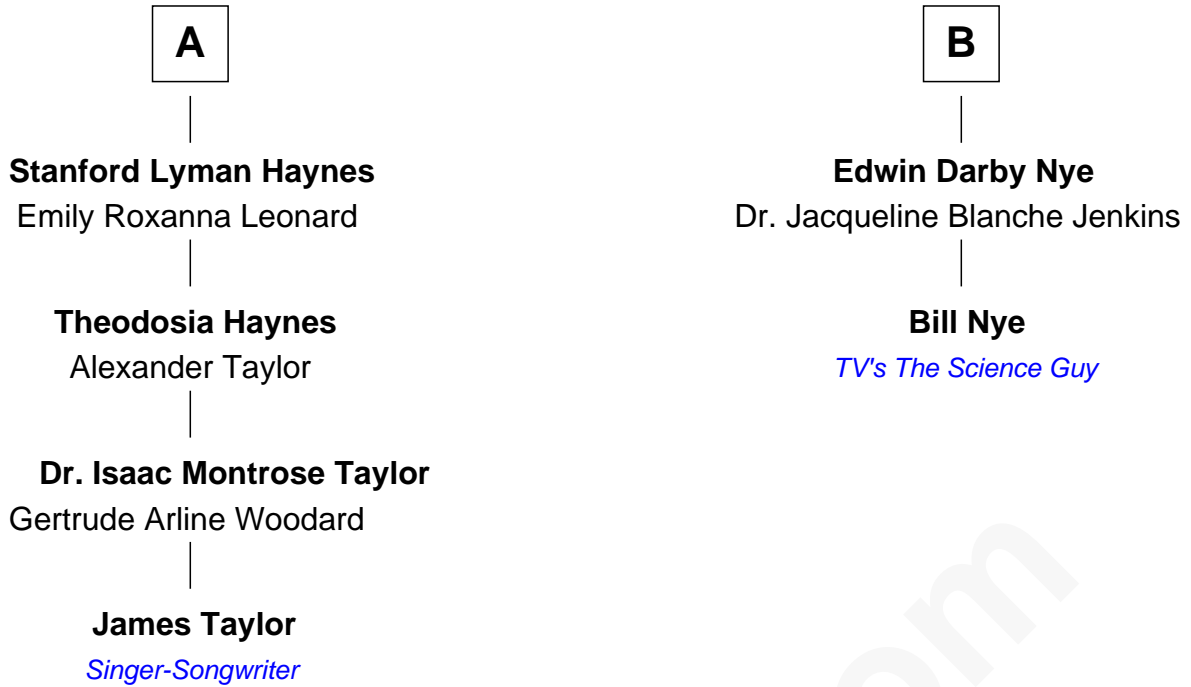 A
Stanford Lyman Haynes
Emily Roxanna Leonard
Theodosia Haynes
Alexander Taylor
Dr. Isaac Montrose Taylor
Gertrude Arline Woodard
James Taylor
Singer-Songwriter
B
Edwin Darby Nye
Dr. Jacqueline Blanche Jenkins
Bill Nye
TV's The Science Guy
om